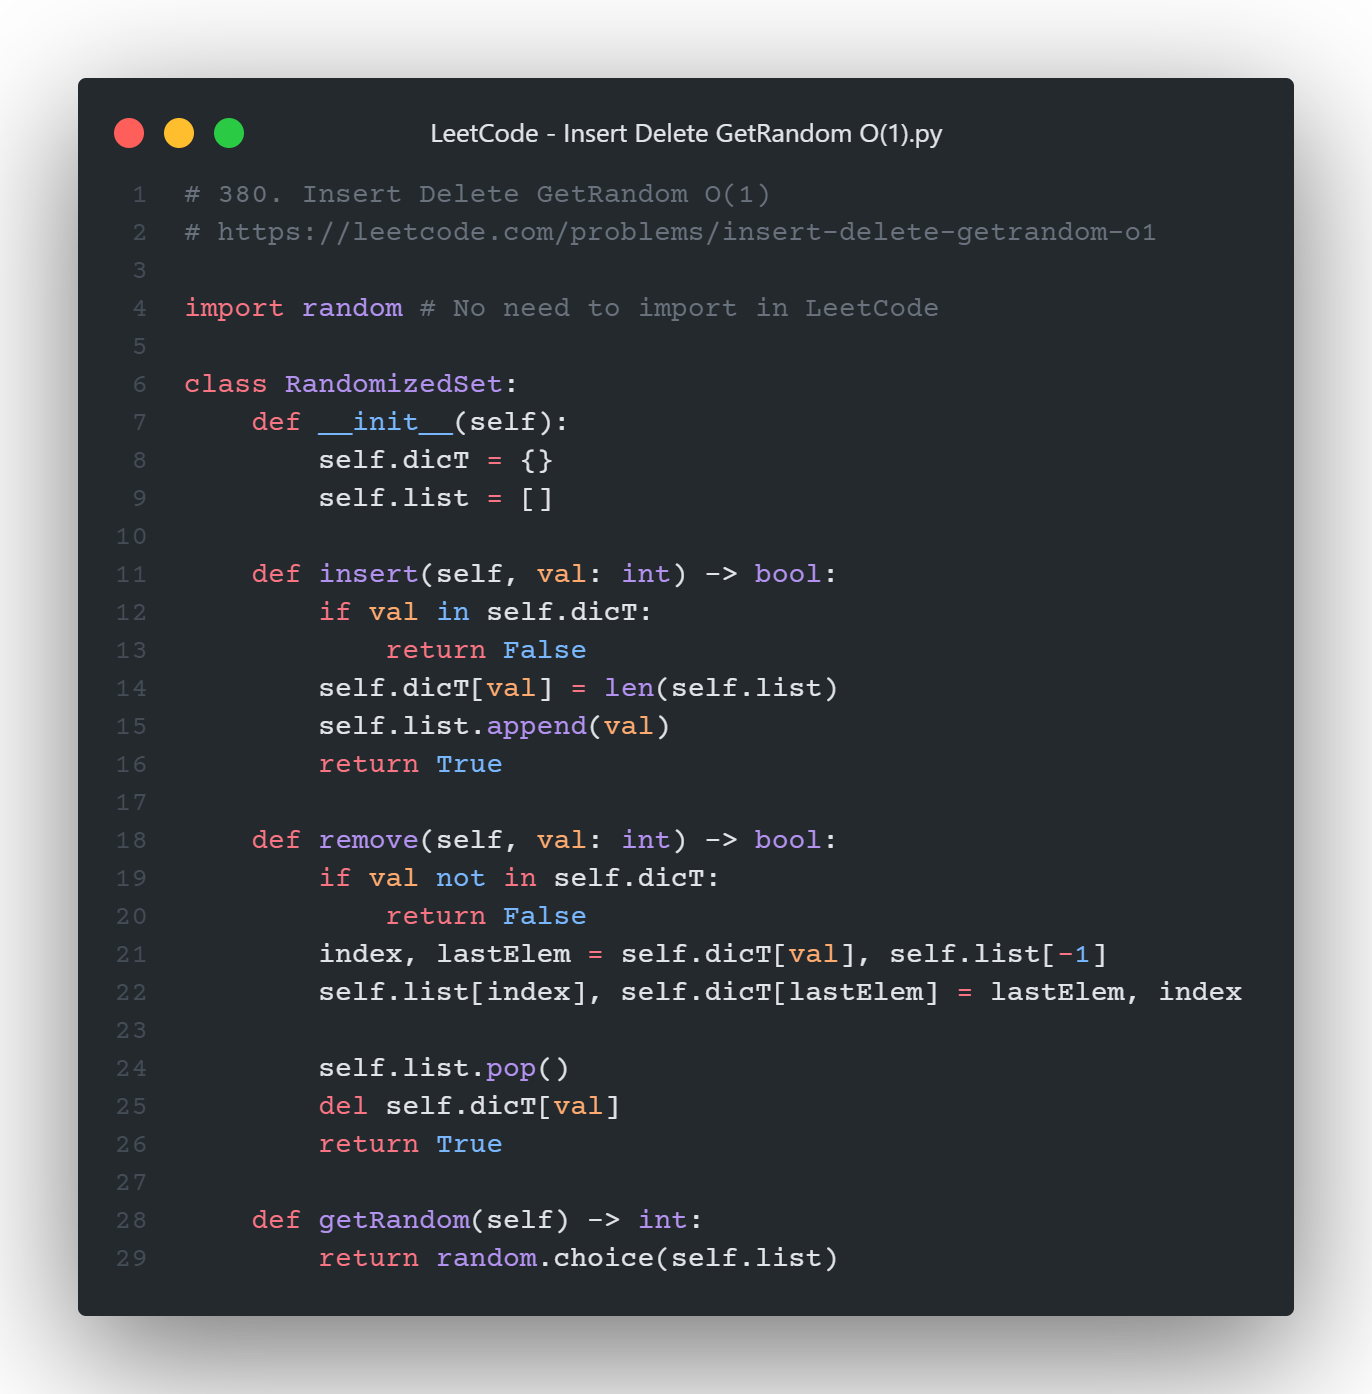 LeetCode - Insert Delete GetRandom O(1).py
1 # 380. Insert Delete GetRandom O(1)
2 # https://leetcode.com/problems/insert-delete-getrandom-o1
3
4 import random # No need to import in LeetCode
5
6 class RandomizedSet:
7     def __init__(self):
8         self.dicT = {}
9         self.list = []
10
11     def insert(self, val: int) -> bool:
12         if val in self.dicT:
13             return False
14         self.dicT[val] = len(self.list)
15         self.list.append(val)
16         return True
17
18     def remove(self, val: int) -> bool:
19         if val not in self.dicT:
20             return False
21         index, lastElem = self.dicT[val], self.list[-1]
22         self.list[index], self.dicT[lastElem] = lastElem, index
23
24         self.list.pop()
25         del self.dicT[val]
26         return True
27
28     def getRandom(self) -> int:
29         return random.choice(self.list)